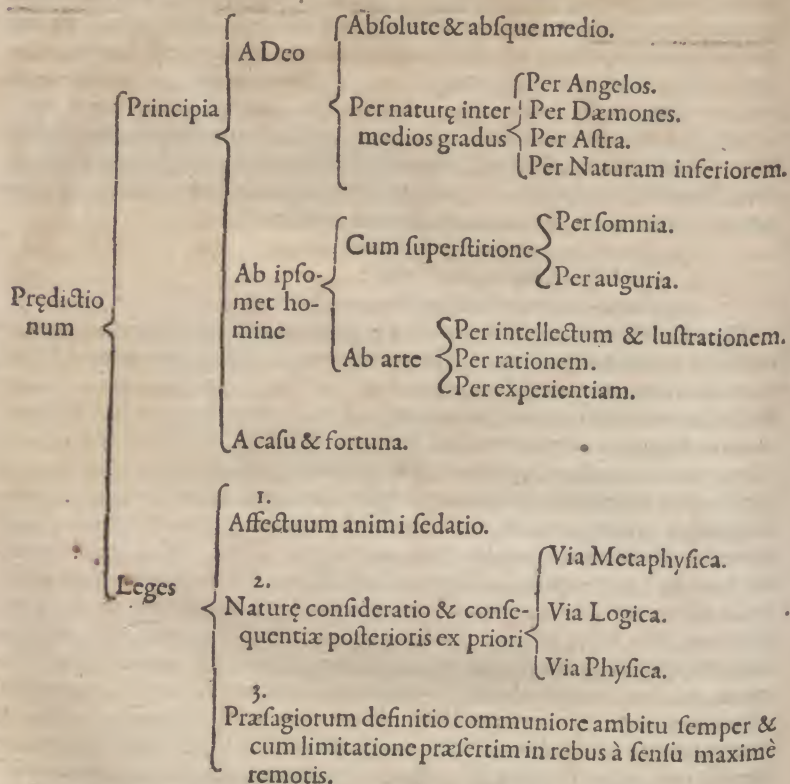 A Deo
Abſolute & abſque medio.
Principia
Per naturę inter
medios gradus
Per Angelos.
Per Dæmones.
Per Aſtra.
Per Naturam inferiorem.
Prędictio
num
Ab ipſo-
met ho-
mine
Cum ſuperſtitione
Per ſomnia.
Per auguria.
Ab arte
Per intellectum & luſtrationem.
Per rationem.
Per experientiam.
A caſu & fortuna.
Leges
1.
Affectuum animi ſedatio.
2.
Naturę conſideratio & conſe-
quentiæ poſterioris ex priori
Via Metaphyſica.
Via Logica.
Via Phyſica.
3.
Præſagiorum definitio communiore ambitu ſemper &
cum limitatione præſertim in rebus à ſenſu maximè
remotis.